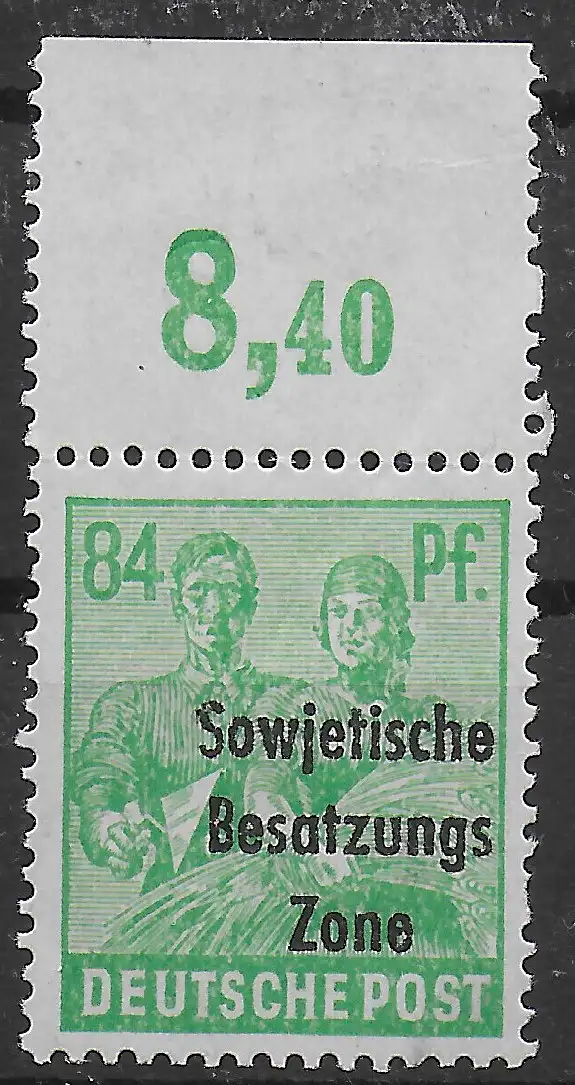 8,40
84 Pf.
Sowjetische
Besatzungs
Zone
DEUTSCHE POST